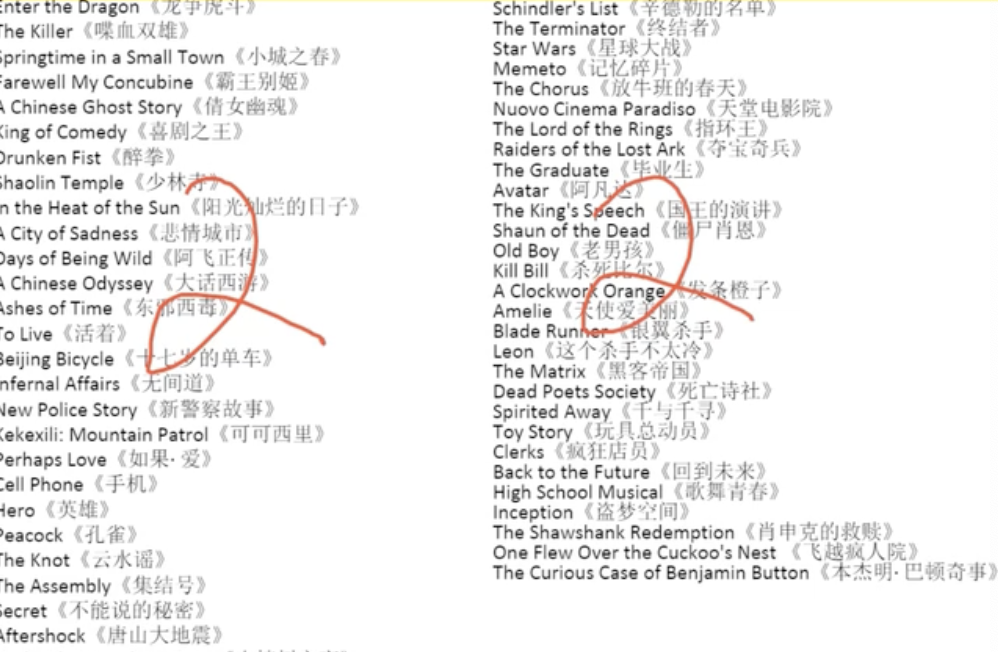 Enter the Dragon《龙争虎斗》
The Killer《喋血双雄》
Springtime in a Small Town《小城之春》
Farewell My Concubine《霸王别姬》
A Chinese Ghost Story《倩女幽魂》
King of Comedy《喜剧之王》
Drunken Fist《醉拳》
Shaolin Temple《少林寺》
In the Heat of the Sun《阳光灿烂的日子》
A City of Sadness《悲情城市》
Days of Being Wild《阿飞正传》
A Chinese Odyssey《大话西游》
Ashes of Time《东邪西毒》
To Live《活着》
Beijing Bicycle《十七岁的单车》
Infernal Affairs《无间道》
New Police Story《新警察故事》
Kekexili: Mountain Patrol《可可西里》
Perhaps Love《如果·爱》
Cell Phone《手机》
Hero《英雄》
Peacock《孔雀》
The Knot《云水谣》
The Assembly《集结号》
Secret《不能说的秘密》
Aftershock《唐山大地震》
Schindler's List《辛德勒的名单》
The Terminator《终结者》
Star Wars《星球大战》
Memeto《记忆碎片》
The Chorus《放牛班的春天》
Nuovo Cinema Paradiso《天堂电影院》
The Lord of the Rings《指环王》
Raiders of the Lost Ark《夺宝奇兵》
The Graduate《毕业生》
Avatar《阿凡达》
The King's Speech《国王的演讲》
Shaun of the Dead《僵尸肖恩》
Old Boy《老男孩》
Kill Bill《杀死比尔》
A Clockwork Orange《发条橙子》
Amelie《天使爱美丽》
Blade Runner《银翼杀手》
Leon《这个杀手不太冷》
The Matrix《黑客帝国》
Dead Poets Society《死亡诗社》
Spirited Away《千与千寻》
Toy Story《玩具总动员》
Clerks《疯狂店员》
Back to the Future《回到未来》
High School Musical《歌舞青春》
Inception《盗梦空间》
The Shawshank Redemption《肖申克的救赎》
One Flew Over the Cuckoo's Nest《飞越疯人院》
The Curious Case of Benjamin Button《本杰明·巴顿奇事》
2
2